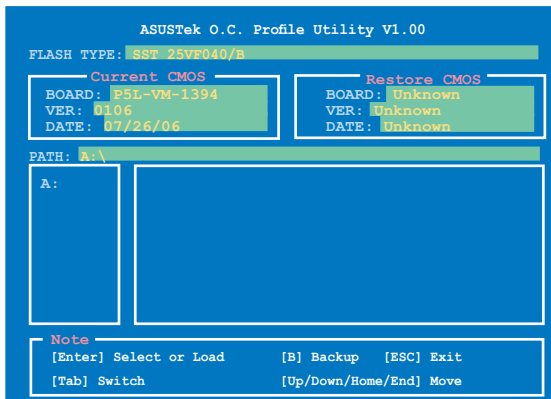 ASUSTek O.C. Profile Utility V1.00
FLASH TYPE: SST 25VF040/B
Current CMOS
BOARD: P5L-VM-1394
VER: 0106
DATE: 07/26/06
Restore CMOS
BOARD: Unknown
VER: Unknown
DATE: Unknown
PATH: A:\
A:
Note
[Enter] Select or Load [B] Backup [ESC] Exit
[Tab] Switch [Up/Down/Home/End] Move